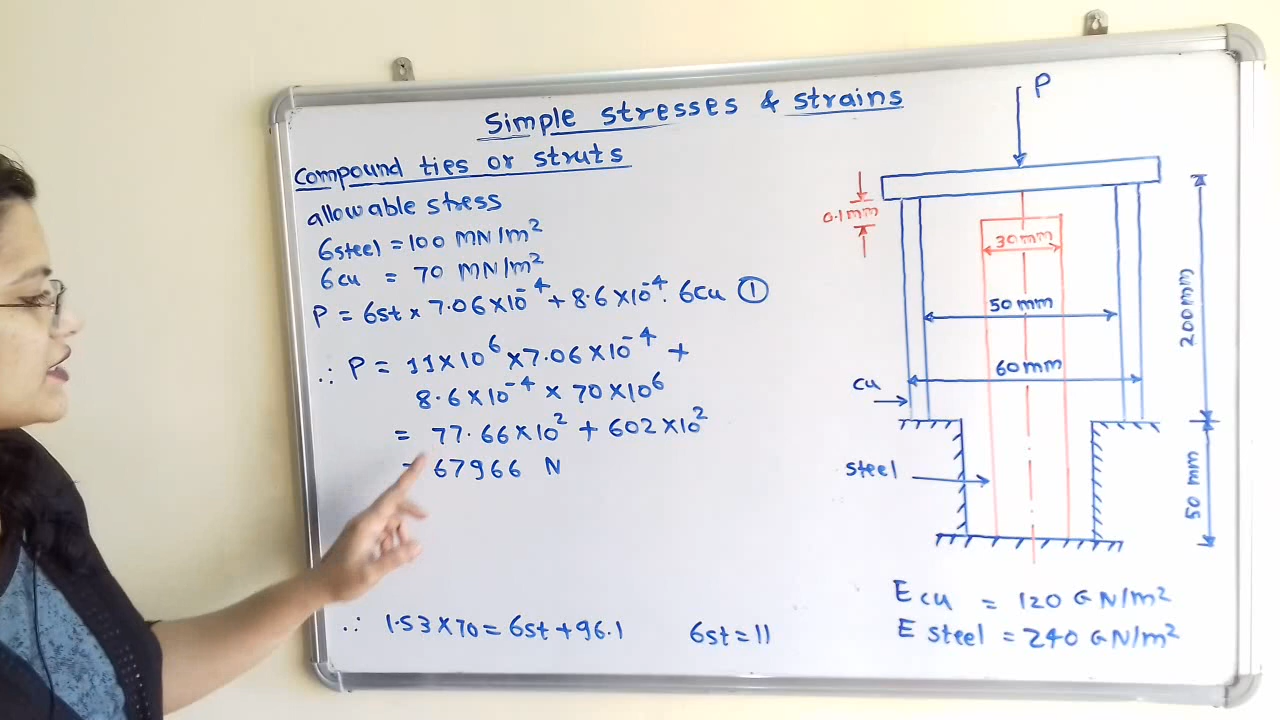 Simple stresses & strains
Compound ties or struts
allowable stress
6steel = 100 MN/m²
6cu = 70 MN/m²
P = 6st × 7.06×10⁻⁴ + 8.6×10⁻⁴. 6cu ①
∴ P = 11×10⁶ ×7.06×10⁻⁴ +
8.6×10⁻⁴ × 70×10⁶
= 77.66×10² + 602×10²
= 67966 N
∴ 1.53×70 = 6st + 96.1 6st = 11
P
0.1mm
30mm
50 mm
60mm
200mm
cu
steel
50 mm
E cu = 120 GN/m²
E steel = 240 GN/m²